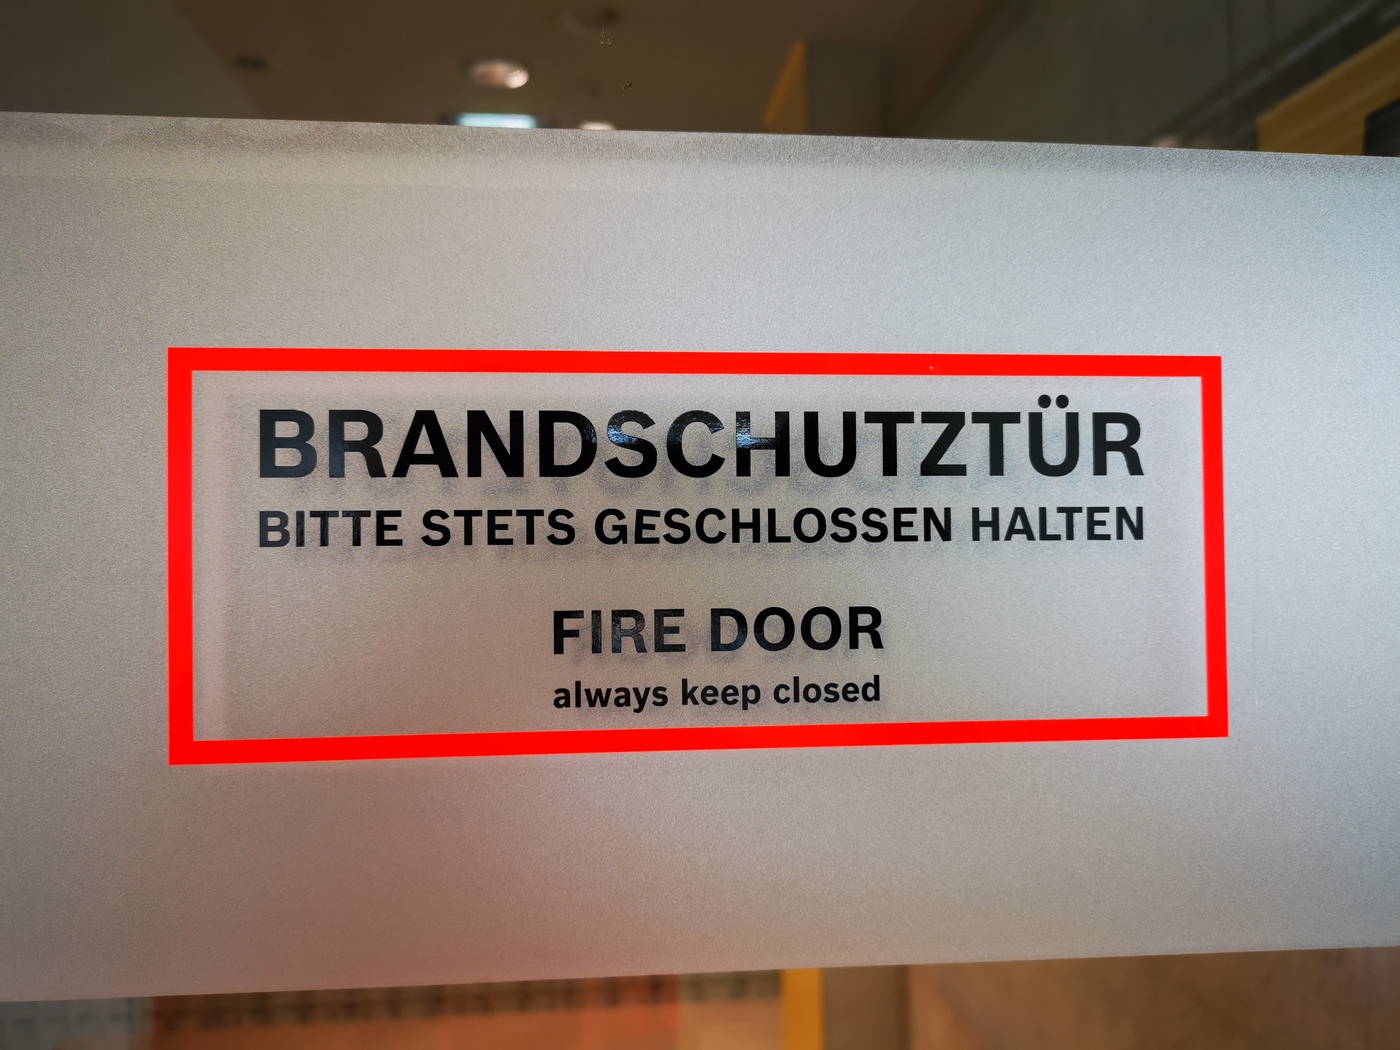 BRANDSCHUTZTÜR
BITTE STETS GESCHLOSSEN HALTEN
FIRE DOOR
always keep closed